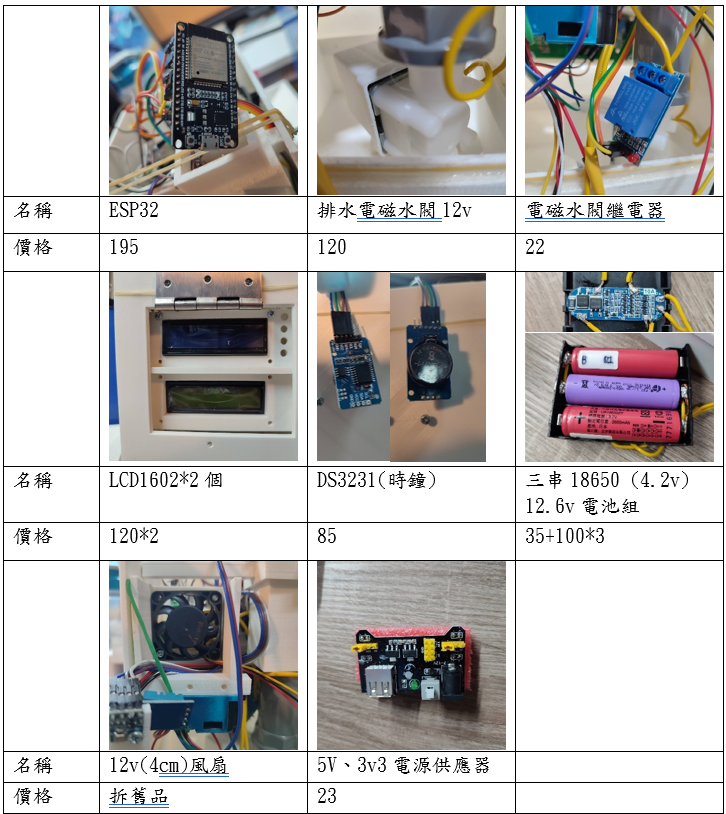 名稱 ESP32 排水電磁水閥 12v 電磁水閥繼電器
價格 195 120 22
名稱 LCD1602*2 個 DS3231(時鐘) 三串 18650 (4.2v)
12.6v 電池組
價格 120*2 85 35+100*3
名稱 12v(4cm)風扇 5V、3v3 電源供應器
價格 拆舊品 23